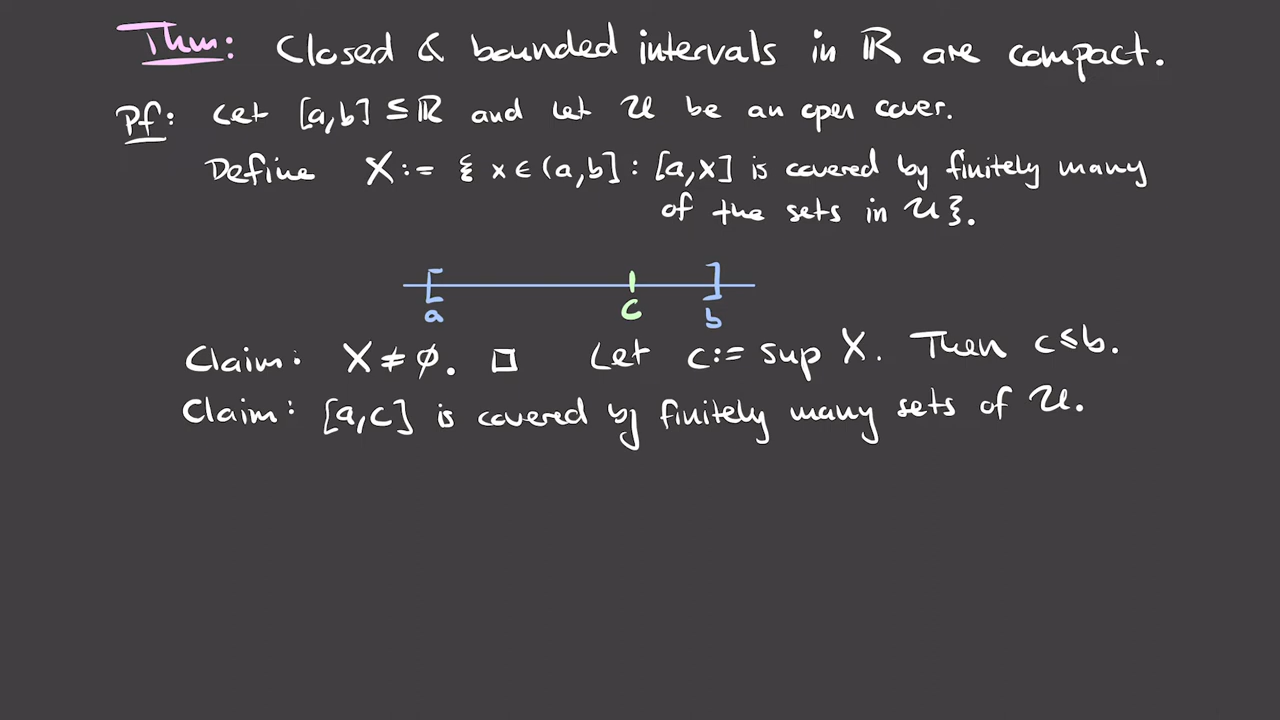 Thm: Closed & bounded intervals in ℝ are compact.
Pf: Let [a,b] ⊆ ℝ and let 𝒰 be an open cover.
Define X := { x ∈ (a,b] : [a,x] is covered by finitely many
of the sets in 𝒰 }.
a c b
Claim: X ≠ ∅. □ Let c := sup X. Then c ≤ b.
Claim: [a,c] is covered by finitely many sets of 𝒰.